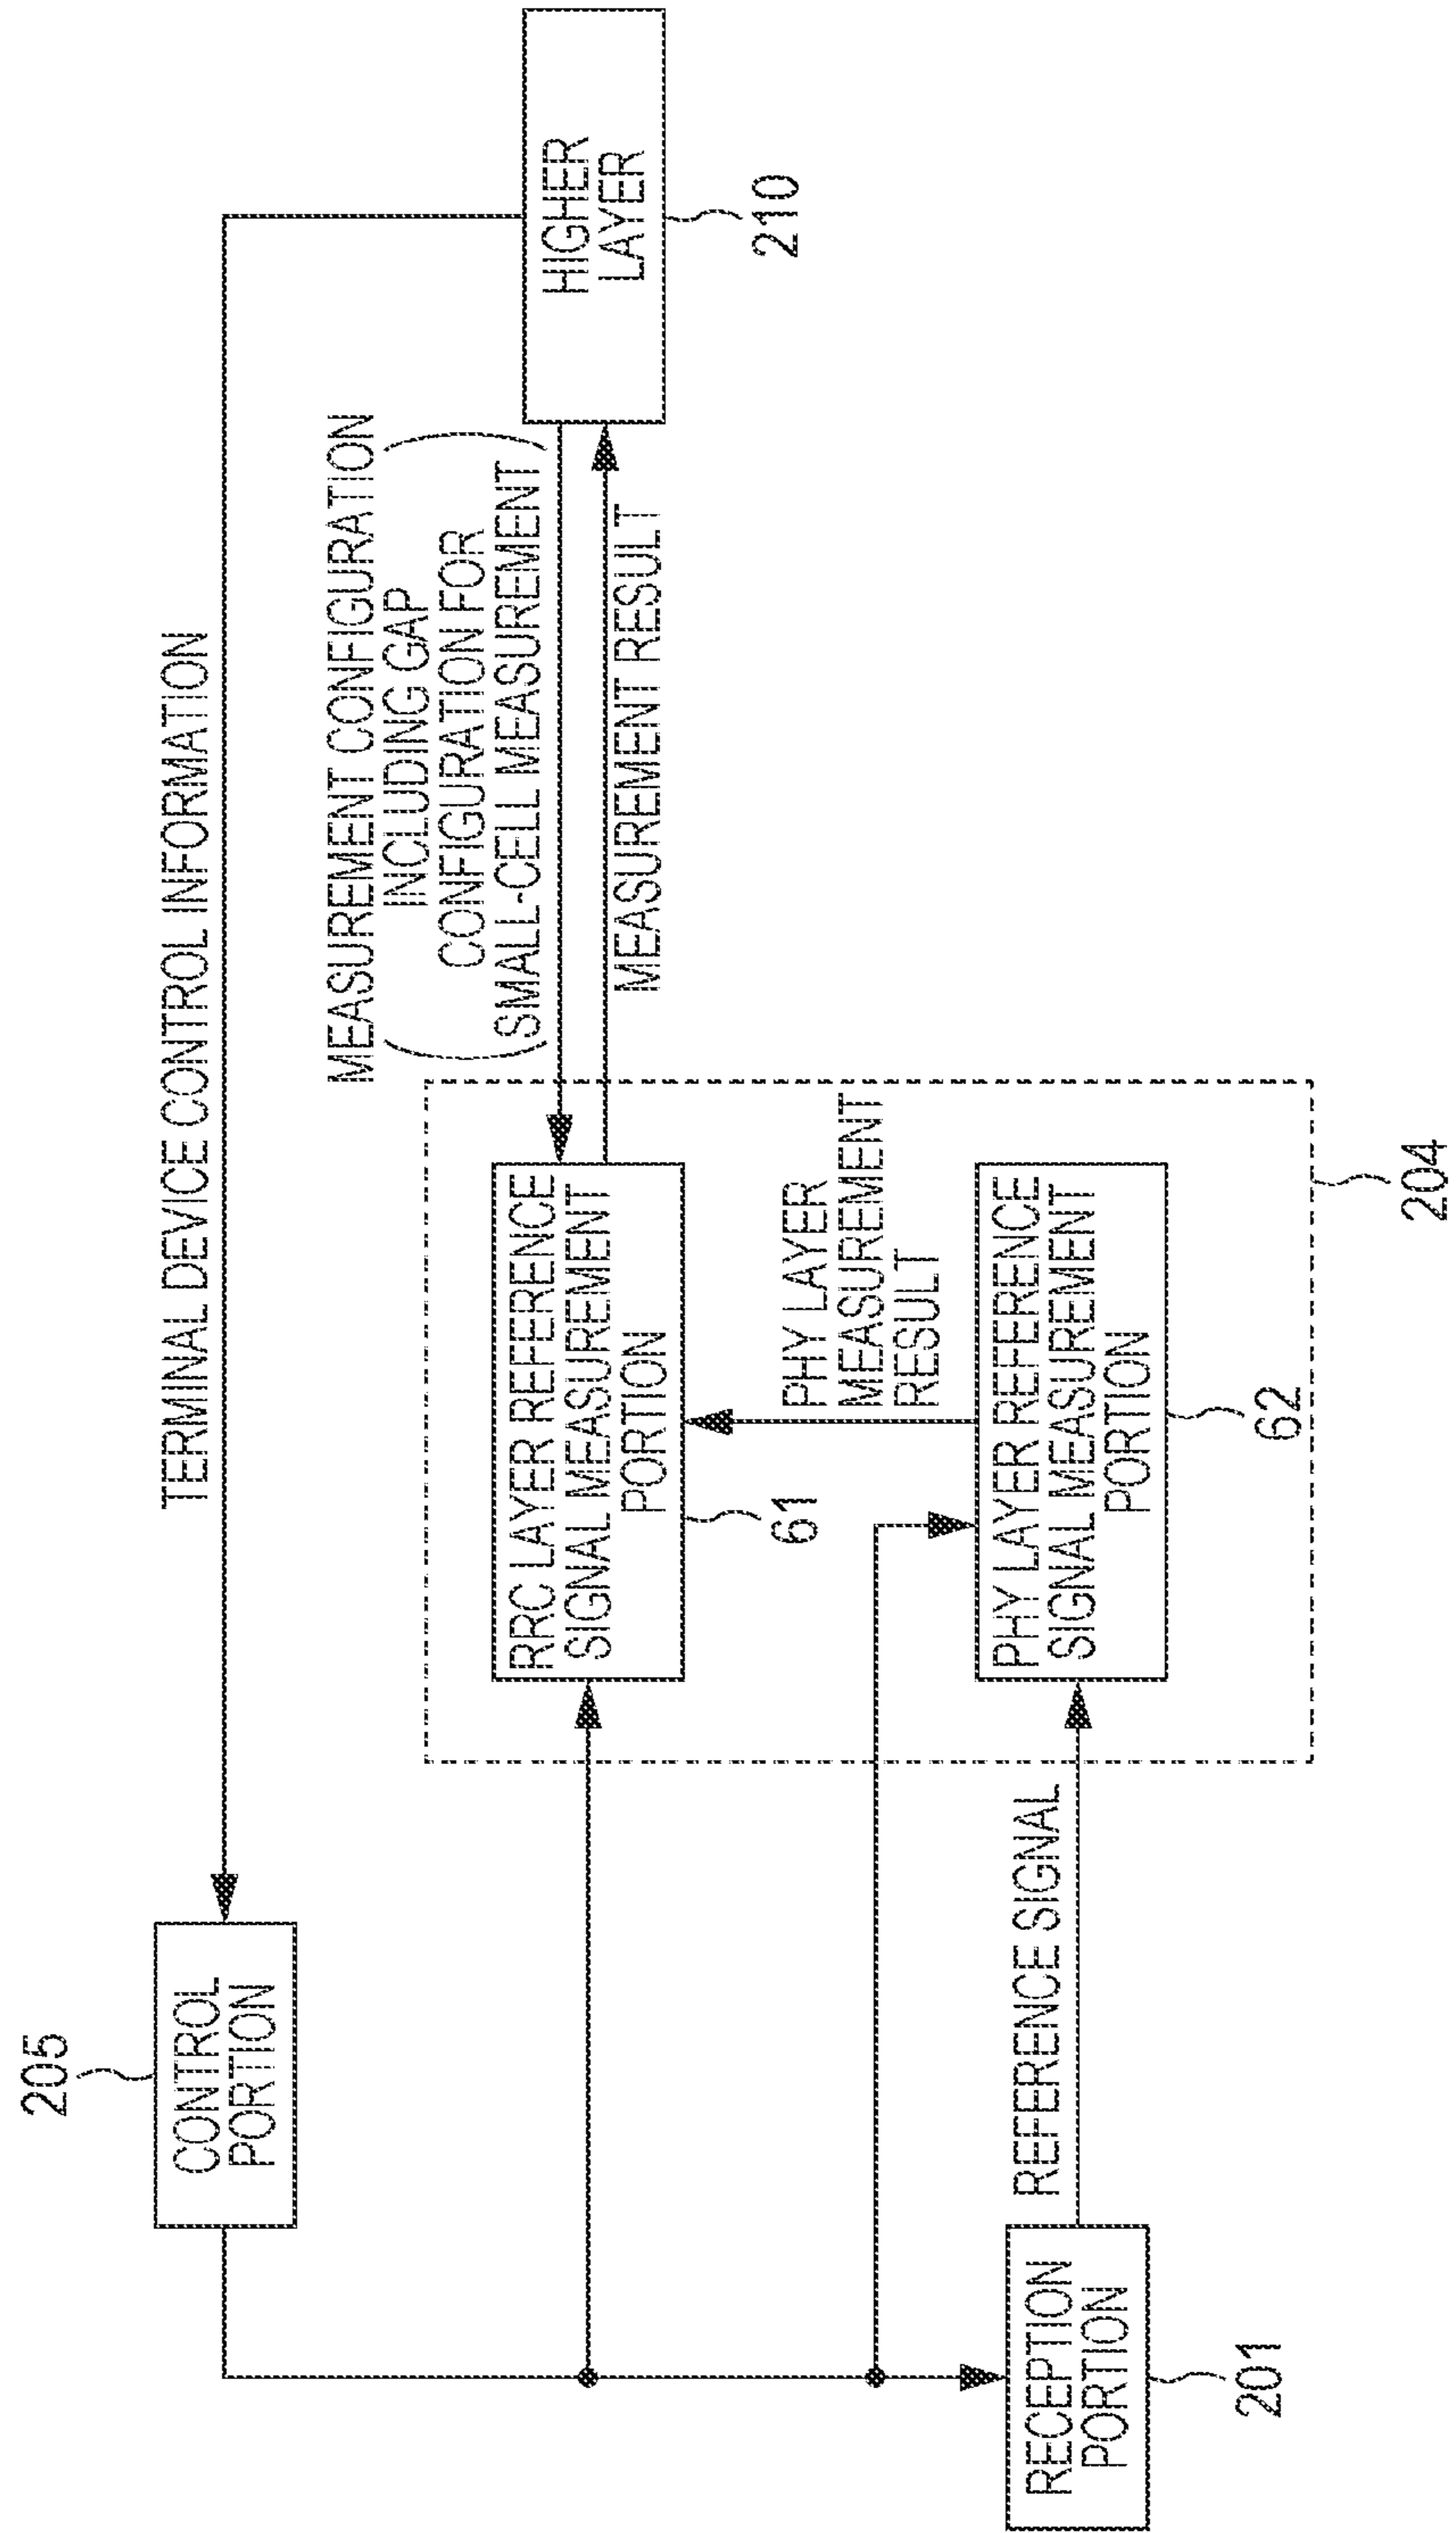 205
CONTROL
PORTION
TERMINAL DEVICE CONTROL INFORMATION
MEASUREMENT CONFIGURATION
INCLUDING GAP
CONFIGURATION FOR
SMALL-CELL MEASUREMENT
MEASUREMENT RESULT
HIGHER
LAYER
210
RRC LAYER REFERENCE
SIGNAL MEASUREMENT
PORTION
61
PHY LAYER
MEASUREMENT
RESULT
REFERENCE SIGNAL
PHY LAYER REFERENCE
SIGNAL MEASUREMENT
PORTION
62
RECEPTION
PORTION
201
204